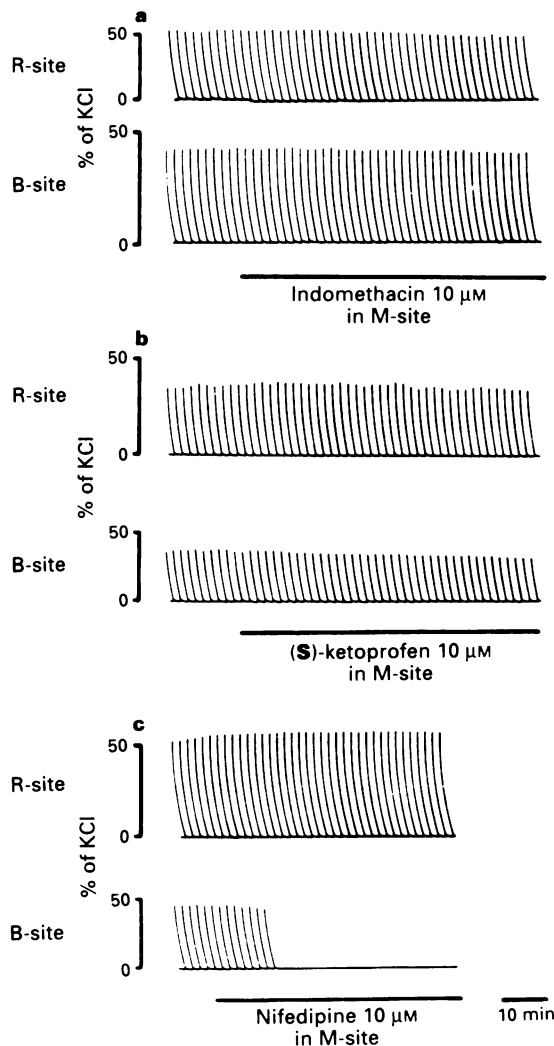 a
50
R-site
0
% of KCl
50
B-site
0
Indomethacin 10 μM
in M-site
b
50
R-site
0
% of KCl
50
B-site
0
(S)-ketoprofen 10 μM
in M-site
c
50
R-site
0
% of KCl
50
B-site
0
Nifedipine 10 μM
in M-site
10 min